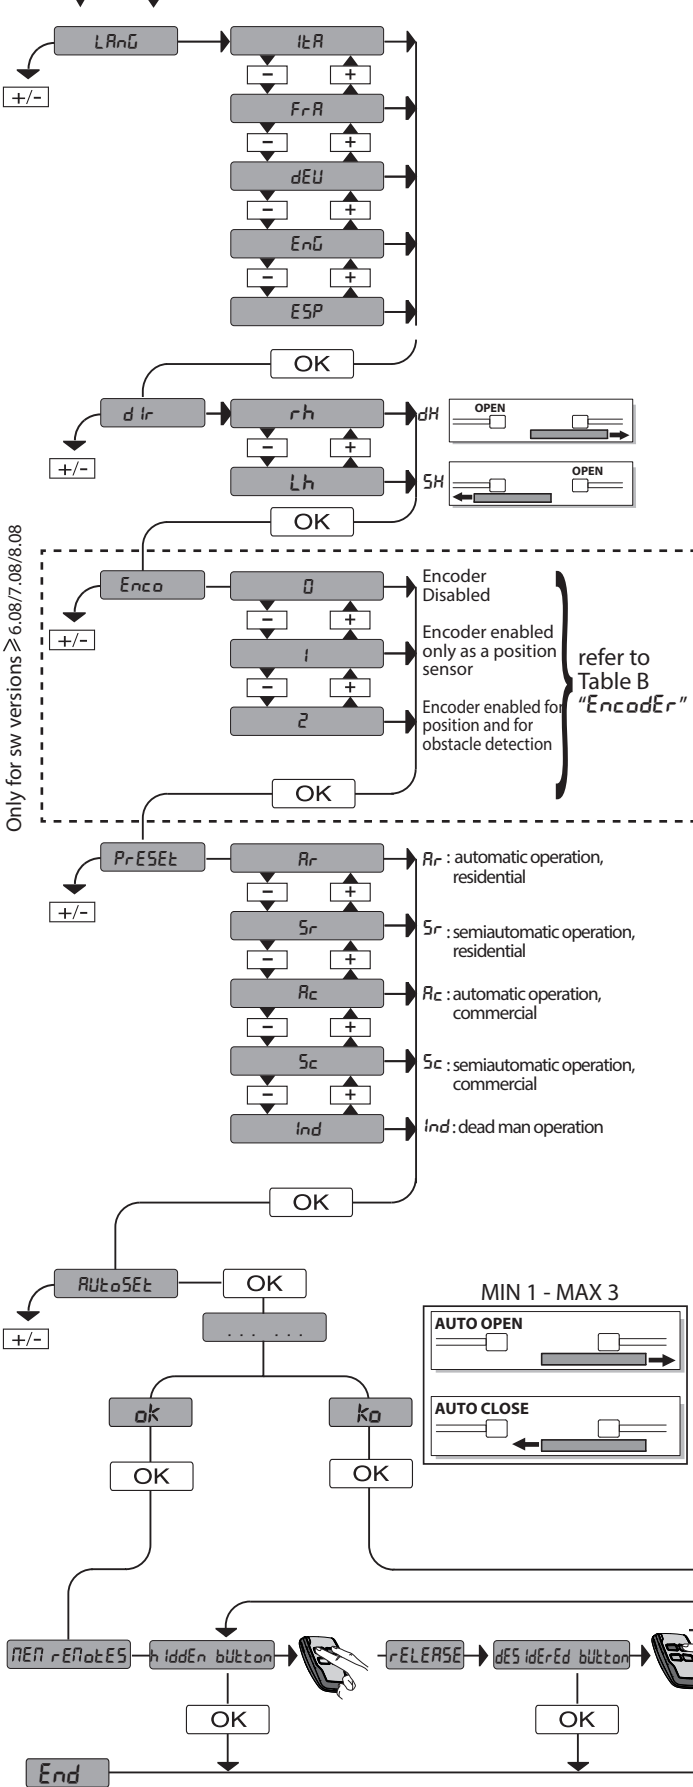 LAnG
ItA
+/-
-
+
FrA
-
+
dEU
-
+
EnG
-
+
ESP
OK
dIr
rh
dH
OPEN
+/-
-
+
Lh
SH
OPEN
OK
Only for sw versions ⩾ 6.08/7.08/8.08
Enco
0
Encoder
Disabled
+/-
-
+
1
Encoder enabled
only as a position
sensor
-
+
2
Encoder enabled for
position and for
obstacle detection
refer to
Table B
“EncodEr”
OK
PrESEt
Ar
Ar : automatic operation,
residential
+/-
-
+
Sr
Sr : semiautomatic operation,
residential
-
+
Ac
Ac : automatic operation,
commercial
-
+
Sc
Sc : semiautomatic operation,
commercial
-
+
Ind
Ind : dead man operation
OK
AUtoSEt
OK
+/-
... ...
MIN 1 - MAX 3
AUTO OPEN
AUTO CLOSE
oK
Ko
OK
OK
MEM rEMotES
hIddEn bUtton
rELEASE
dESIdErEd bUtton
OK
OK
End